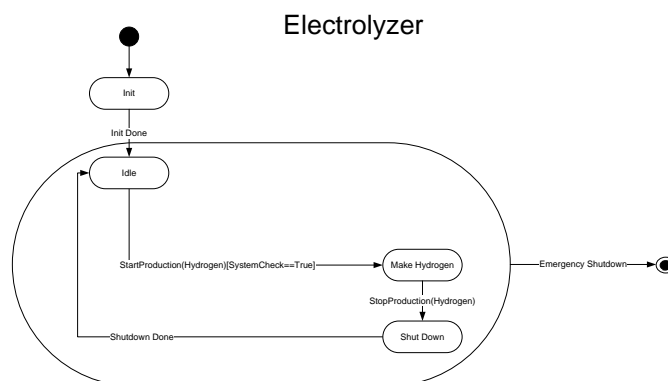 Electrolyzer
Init
Init Done
Idle
StartProduction(Hydrogen)[SystemCheck==True]
Make Hydrogen
Emergency Shutdown
StopProduction(Hydrogen)
Shutdown Done
Shut Down